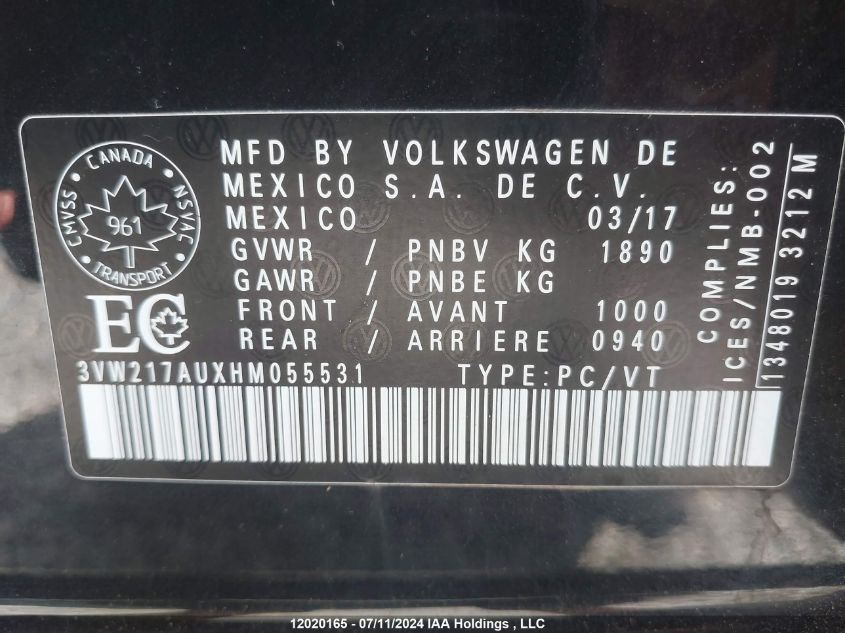 CANADA
CMVSS
NSVAC
961
TRANSPORT
EC
MFD BY VOLKSWAGEN DE
MEXICO S.A. DE C.V.
MEXICO 03/17
GVWR / PNBV KG 1890
GAWR / PNBE KG
FRONT / AVANT 1000
REAR / ARRIERE 0940
3VW217AUXHM055531 TYPE:PC/VT
COMPLIES:
ICES/NMB-002
1348019 3212 M
12020165 - 07/11/2024 IAA Holdings , LLC